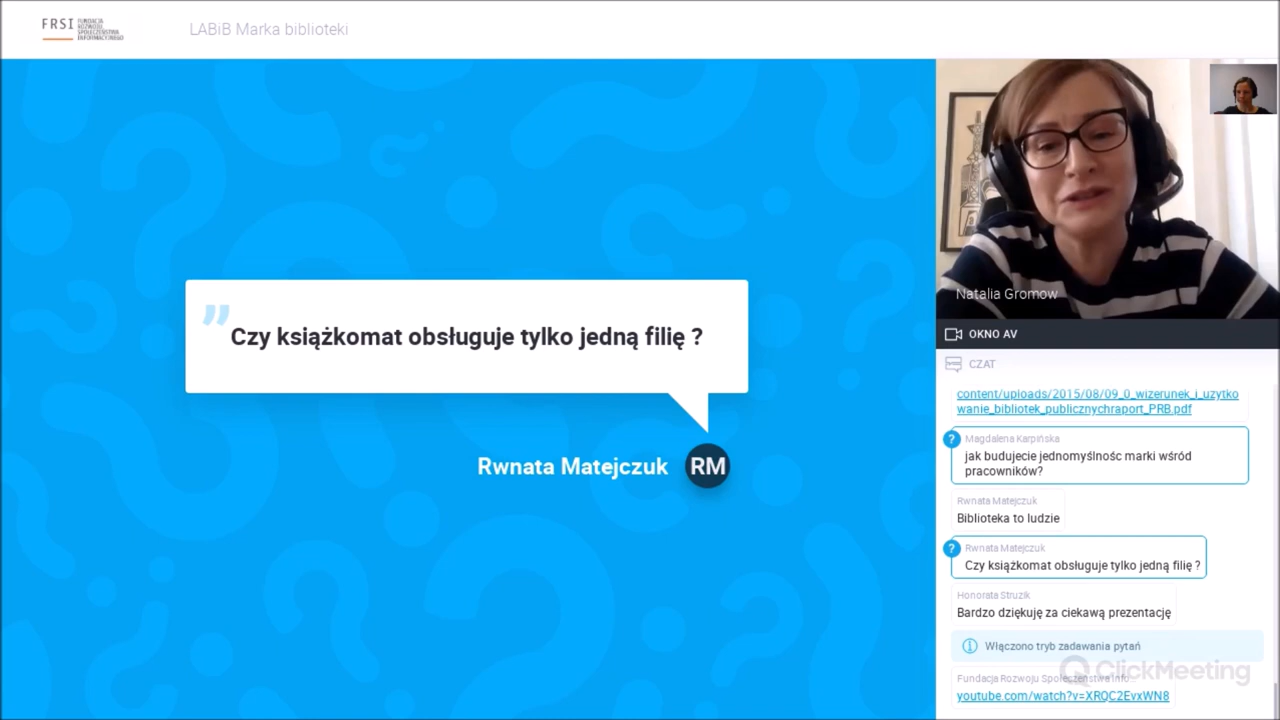 FRSI
FUNDACJA
ROZWOJU
SPOŁECZEŃSTWA
INFORMACYJNEGO
LABiB Marka biblioteki
Czy książkomat obsługuje tylko jedną filię ?
Rwnata Matejczuk
RM
Natalia Gromow
OKNO AV
CZAT
content/uploads/2015/08/09_0_wizerunek_i_uzytko
wanie_bibliotek_publicznychraport_PRB.pdf
?
Magdalena Karpińska
jak budujecie jednomyślnośc marki wśród
pracowników?
Rwnata Matejczuk
Biblioteka to ludzie
?
Rwnata Matejczuk
Czy książkomat obsługuje tylko jedną filię ?
Honorata Struzik
Bardzo dziękuję za ciekawą prezentację
Włączono tryb zadawania pytań
ClickMeeting
Fundacja Rozwoju Społeczeństwa Info...
youtube.com/watch?v=XRQC2EvxWN8